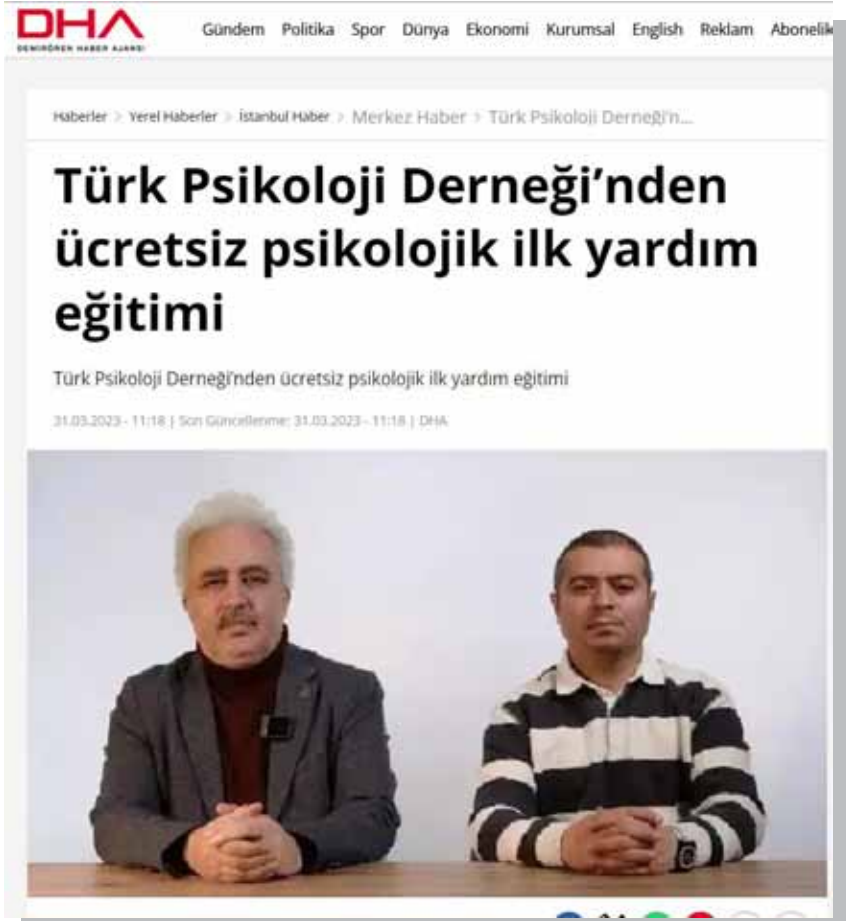 DHA
DEMİRÖREN HABER AJANSI
Gündem Politika Spor Dünya Ekonomi Kurumsal English Reklam Abonelik
Haberler > Yerel Haberler > İstanbul Haber > Merkez Haber > Türk Psikoloji Derneği'n...
Türk Psikoloji Derneği’nden
ücretsiz psikolojik ilk yardım
eğitimi
Türk Psikoloji Derneği'nden ücretsiz psikolojik ilk yardım eğitimi
31.03.2023 - 11:18 | Son Güncellenme: 31.03.2023 - 11:18 | DHA